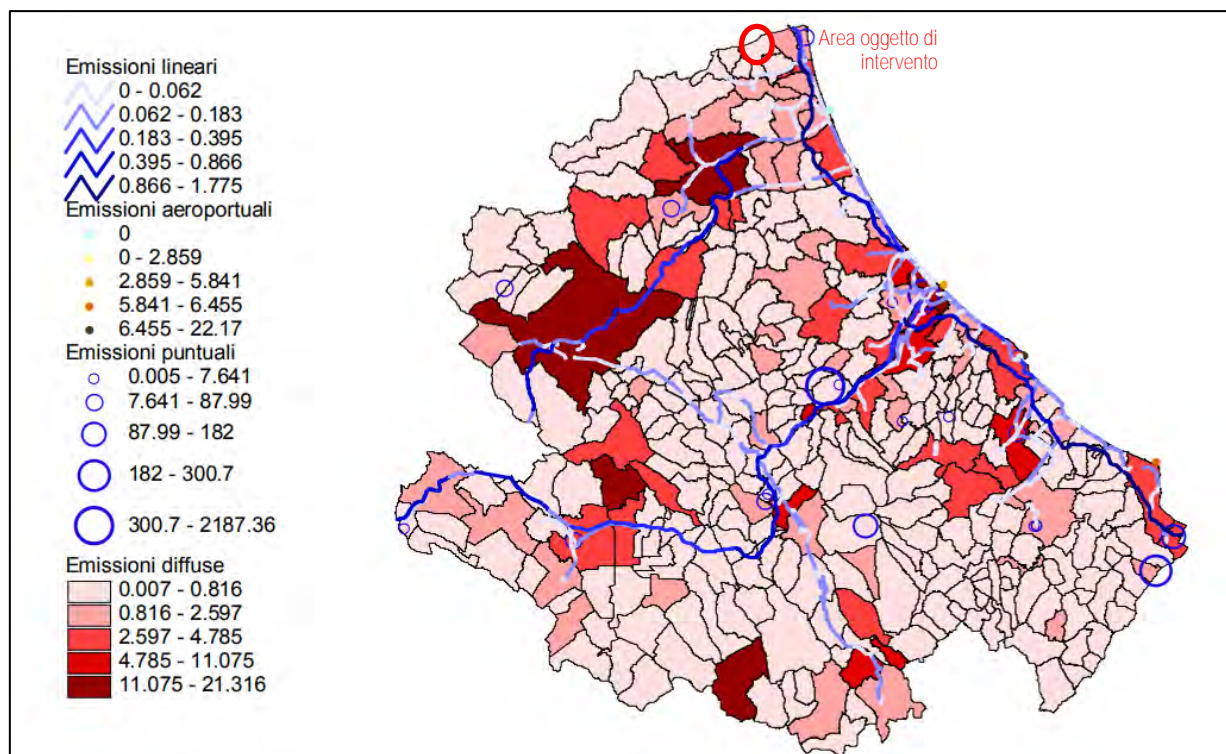 Area oggetto di
intervento
Emissioni lineari
0 - 0.062
0.062 - 0.183
0.183 - 0.395
0.395 - 0.866
0.866 - 1.775
Emissioni aeroportuali
0
0 - 2.859
2.859 - 5.841
5.841 - 6.455
6.455 - 22.17
Emissioni puntuali
0.005 - 7.641
7.641 - 87.99
87.99 - 182
182 - 300.7
300.7 - 2187.36
Emissioni diffuse
0.007 - 0.816
0.816 - 2.597
2.597 - 4.785
4.785 - 11.075
11.075 - 21.316